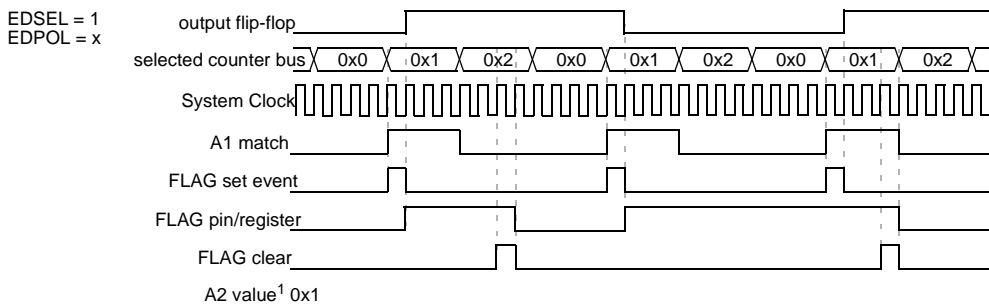 EDSEL = 1
EDPOL = x
output flip-flop
selected counter bus 0x0 0x1 0x2 0x0 0x1 0x2 0x0 0x1 0x2
System Clock
A1 match
FLAG set event
FLAG pin/register
FLAG clear
A2 value1 0x1